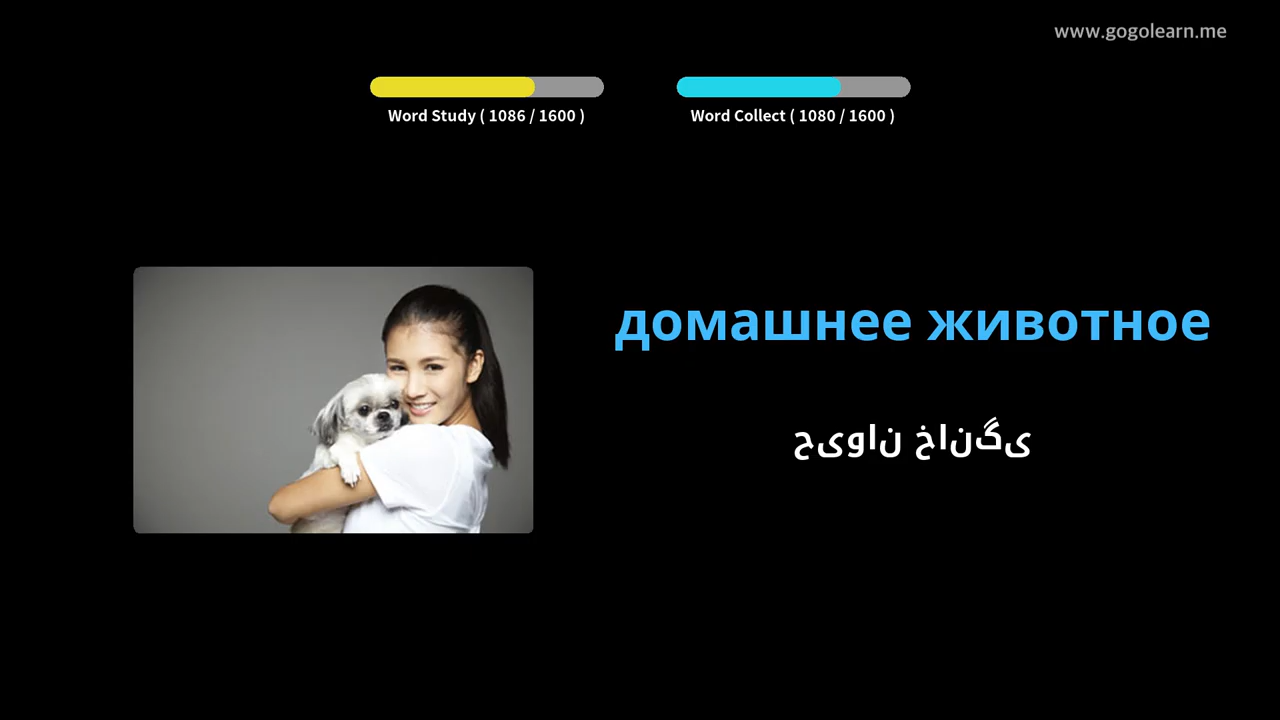 www.gogolearn.me
Word Study ( 1086 / 1600 )
Word Collect ( 1080 / 1600 )
домашнее животное
حیوان خانگی